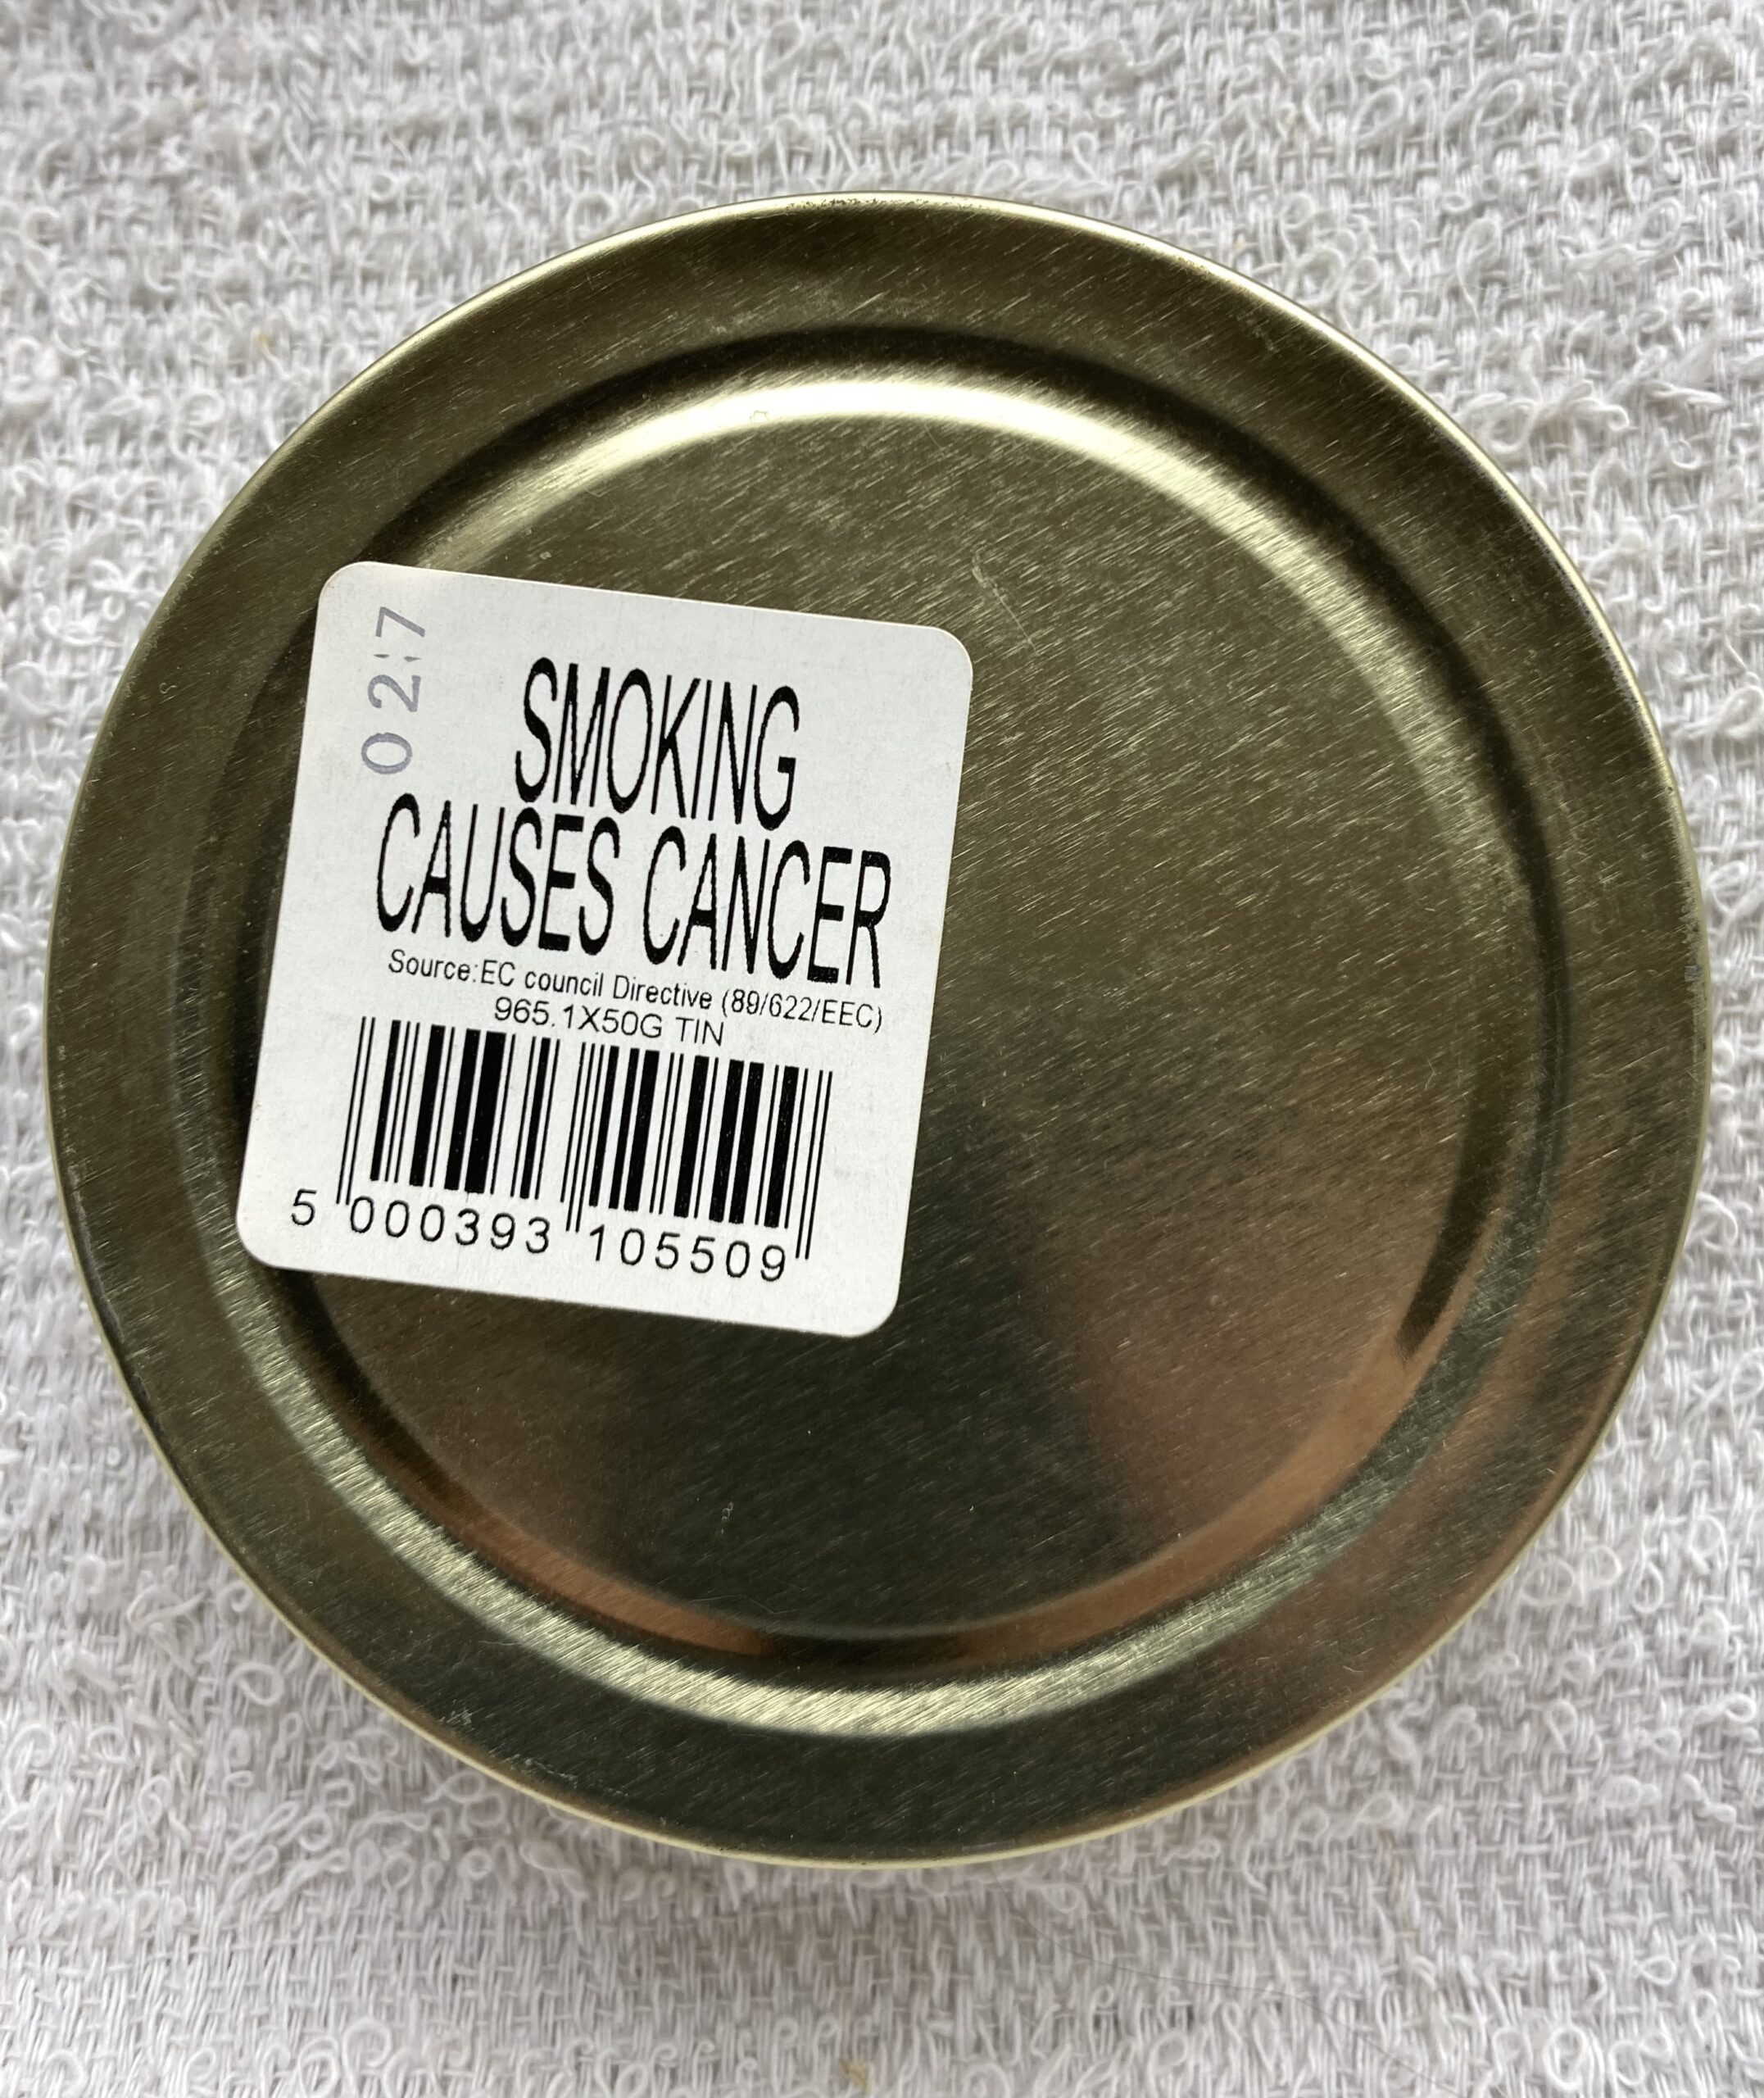 02:7
SMOKING
CAUSES CANCER
Source:EC council Directive (89/622/EEC)
965.1X50G TIN
5 000393 105509